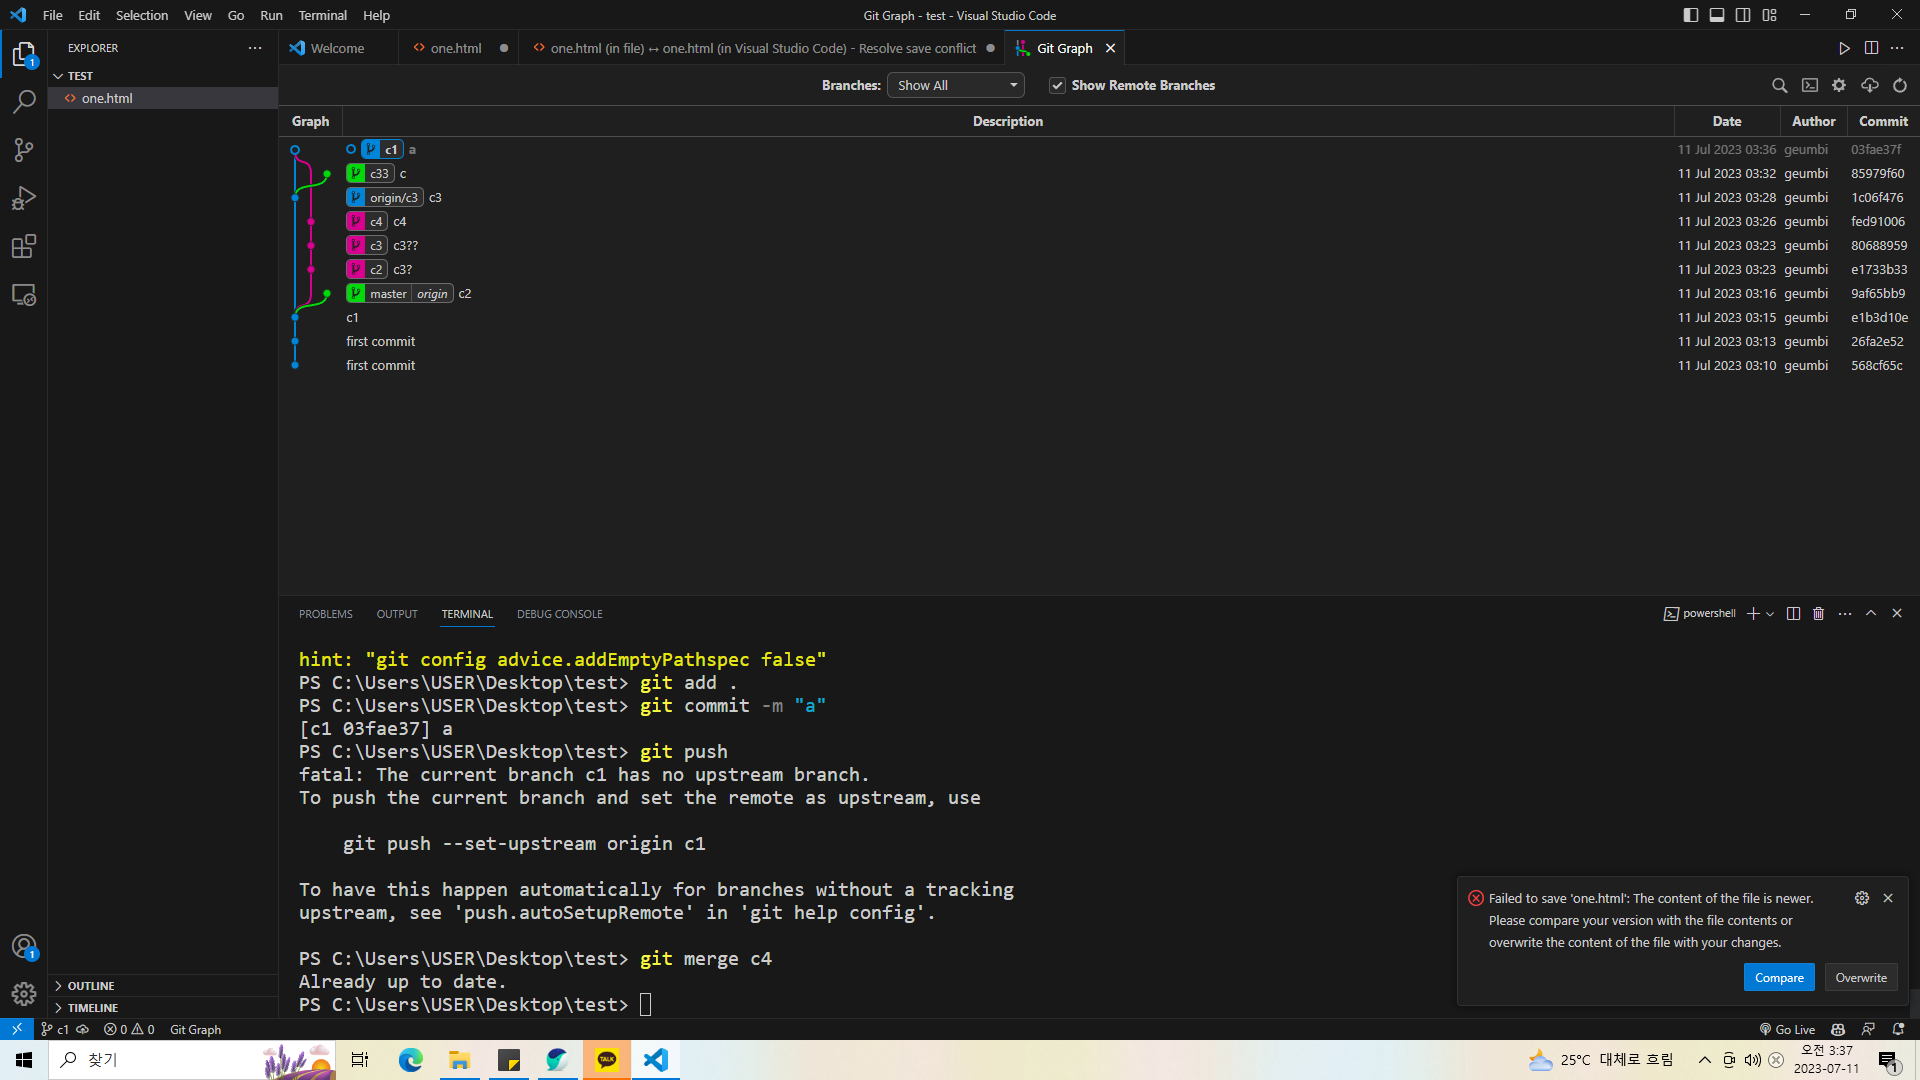 File Edit Selection View Go Run Terminal Help
Git Graph - test - Visual Studio Code
EXPLORER
TEST
one.html
OUTLINE
TIMELINE
Welcome
one.html
one.html (in file) ↔ one.html (in Visual Studio Code) - Resolve save conflict
Git Graph
Branches: Show All
Show Remote Branches
Graph Description Date Author Commit
c1 a 11 Jul 2023 03:36 geumbi 03fae37f
c33 c 11 Jul 2023 03:32 geumbi 85979f60
origin/c3 c3 11 Jul 2023 03:28 geumbi 1c06f476
c4 c4 11 Jul 2023 03:26 geumbi fed91006
c3 c3?? 11 Jul 2023 03:23 geumbi 80688959
c2 c3? 11 Jul 2023 03:23 geumbi e1733b33
master origin c2 11 Jul 2023 03:16 geumbi 9af65bb9
c1 11 Jul 2023 03:15 geumbi e1b3d10e
first commit 11 Jul 2023 03:13 geumbi 26fa2e52
first commit 11 Jul 2023 03:10 geumbi 568cf65c
PROBLEMS OUTPUT TERMINAL DEBUG CONSOLE
powershell
hint: "git config advice.addEmptyPathspec false"
PS C:\Users\USER\Desktop\test> git add .
PS C:\Users\USER\Desktop\test> git commit -m "a"
[c1 03fae37] a
PS C:\Users\USER\Desktop\test> git push
fatal: The current branch c1 has no upstream branch.
To push the current branch and set the remote as upstream, use
git push --set-upstream origin c1
To have this happen automatically for branches without a tracking
upstream, see 'push.autoSetupRemote' in 'git help config'.
PS C:\Users\USER\Desktop\test> git merge c4
Already up to date.
PS C:\Users\USER\Desktop\test>
Failed to save 'one.html': The content of the file is newer.
Please compare your version with the file contents or
overwrite the content of the file with your changes.
Compare Overwrite
1
1
c1 0 0 Git Graph
Go Live
찾기
TALK
25°C 대체로 흐림
오전 3:37
2023-07-11
1